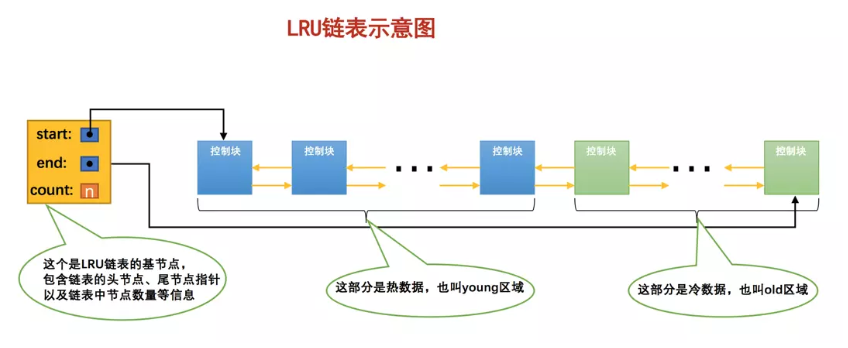 LRU链表示意图
start:
end:
count: n
控制块
控制块
控制块
控制块
控制块
这个是LRU链表的基节点，
包含链表的头节点、尾节点指针
以及链表中节点数量等信息
这部分是热数据，也叫young区域
这部分是冷数据，也叫old区域